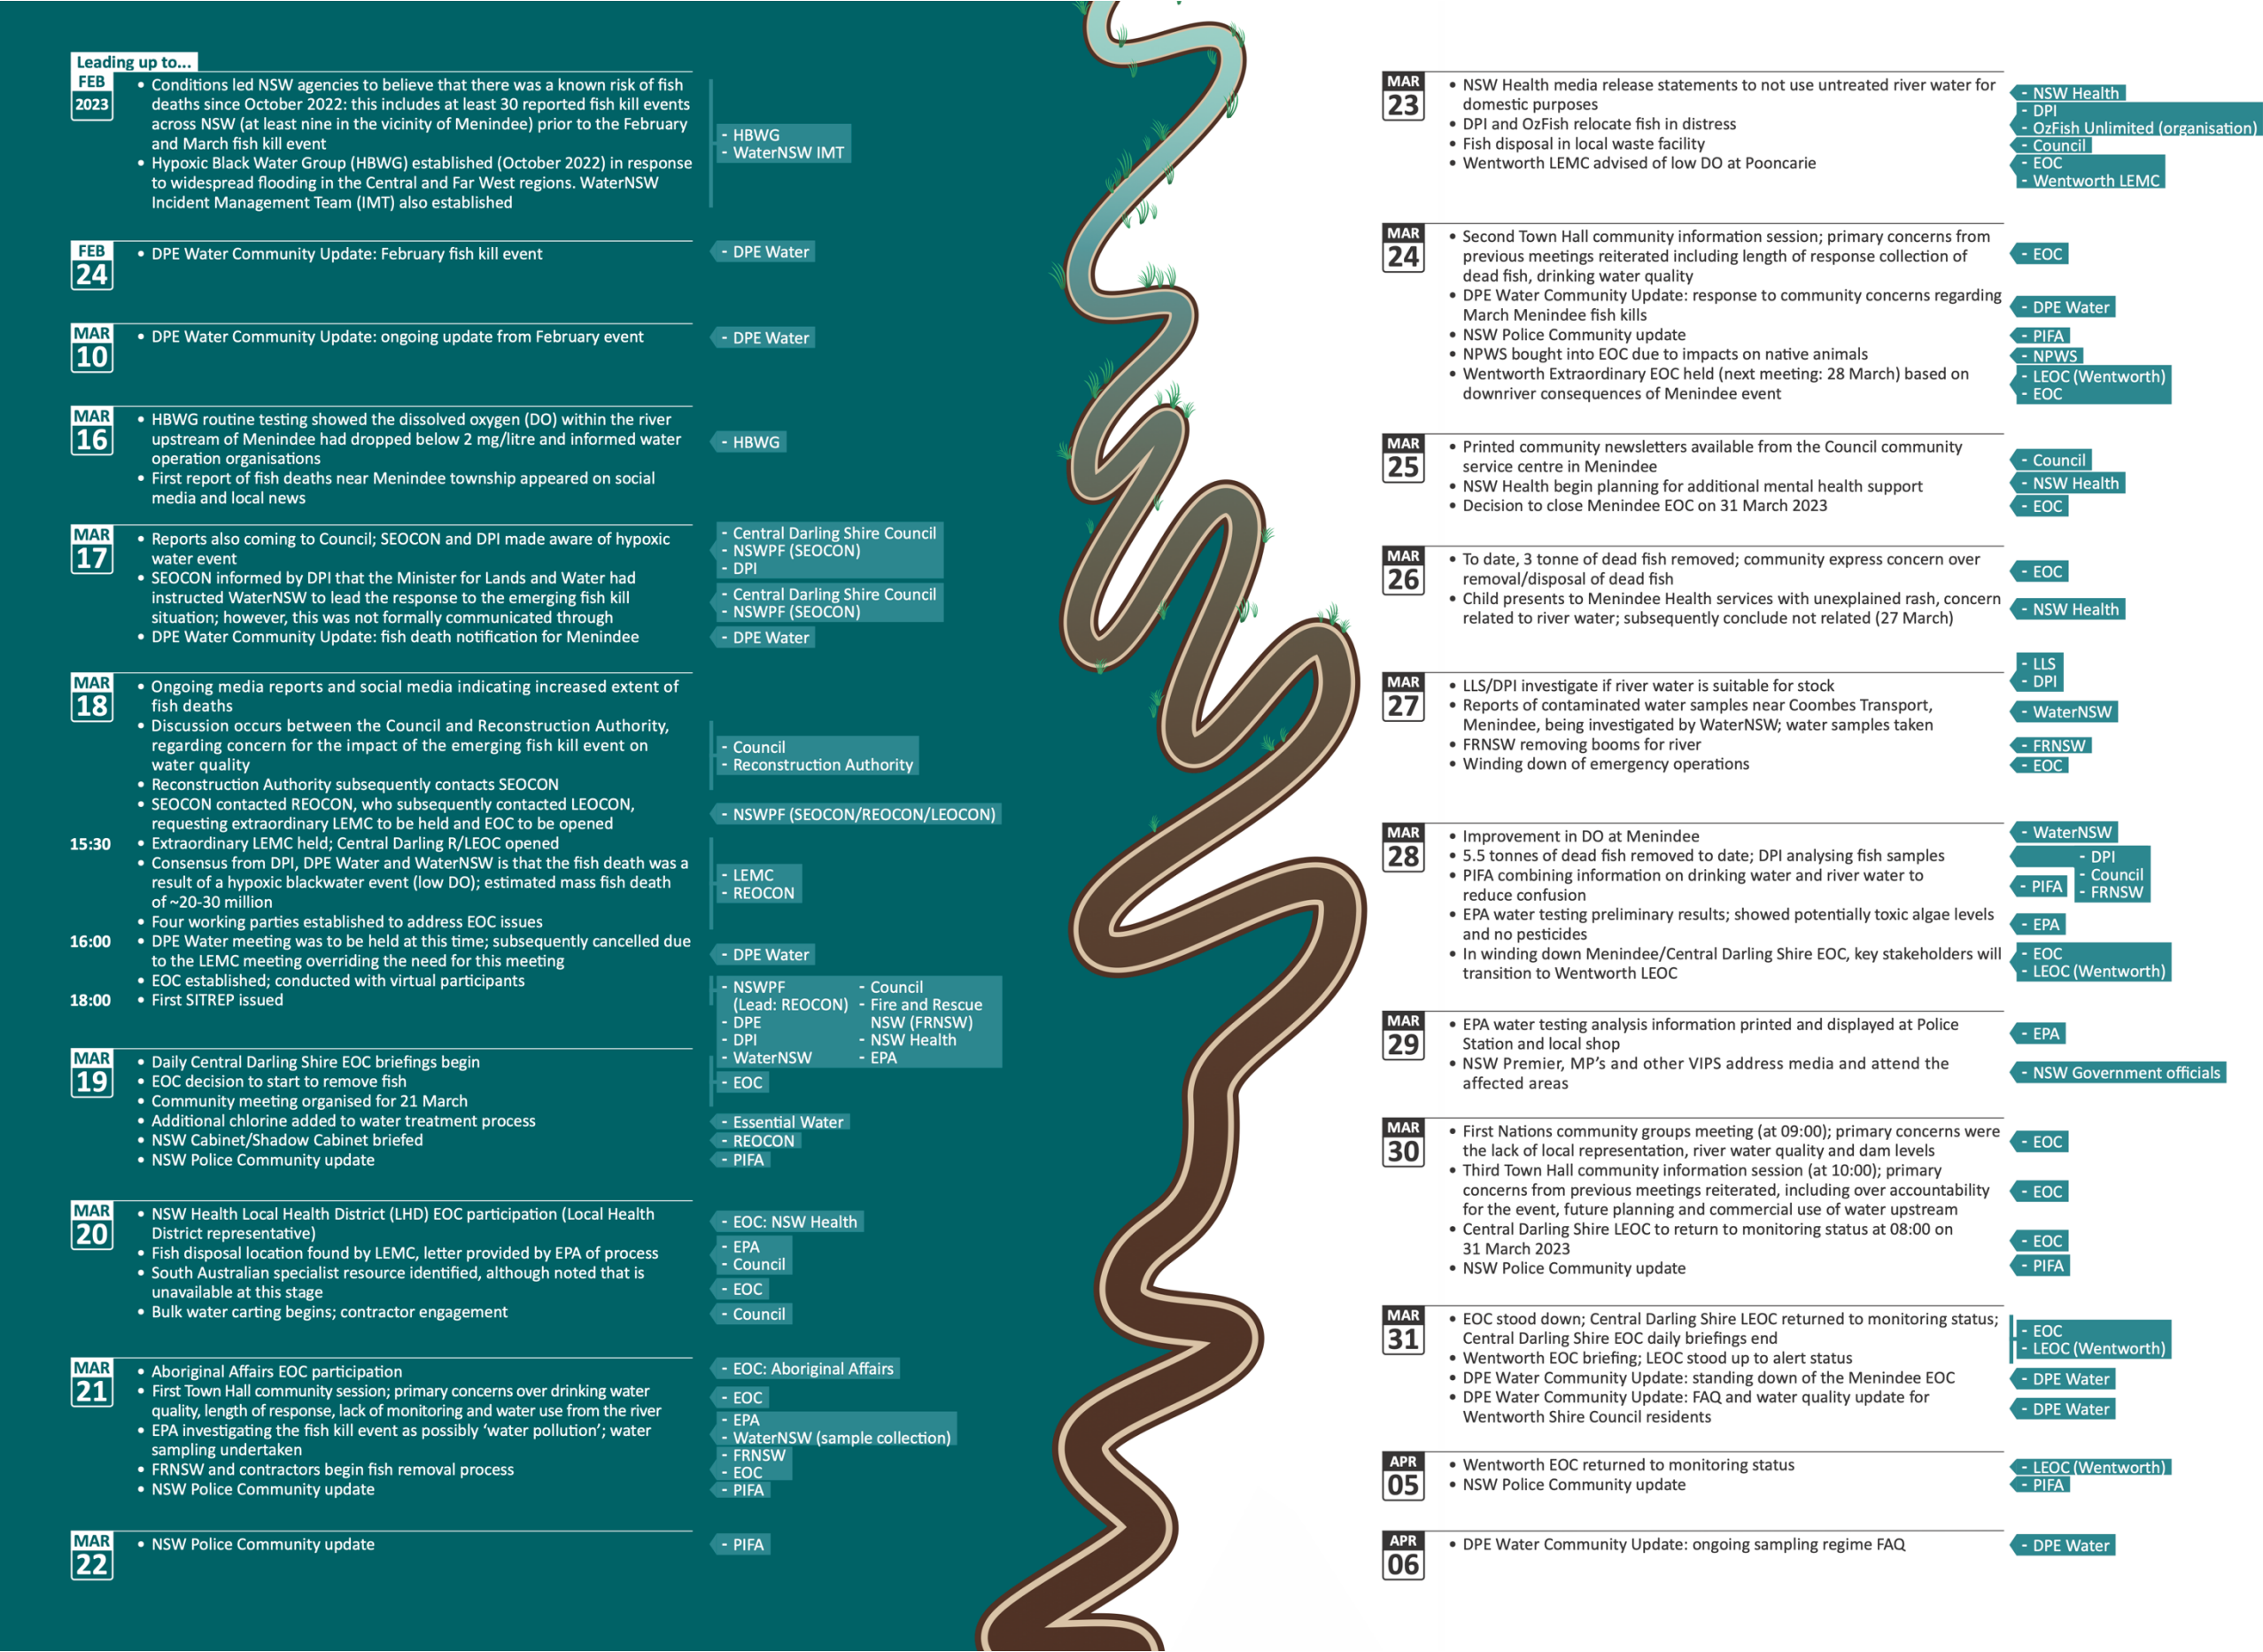 Leading up to...
FEB
2023
• Conditions led NSW agencies to believe that there was a known risk of fish
deaths since October 2022: this includes at least 30 reported fish kill events
across NSW (at least nine in the vicinity of Menindee) prior to the February
and March fish kill event
• Hypoxic Black Water Group (HBWG) established (October 2022) in response
to widespread flooding in the Central and Far West regions. WaterNSW
Incident Management Team (IMT) also established
- HBWG
- WaterNSW IMT
FEB
24
• DPE Water Community Update: February fish kill event
- DPE Water
MAR
10
• DPE Water Community Update: ongoing update from February event
- DPE Water
MAR
16
• HBWG routine testing showed the dissolved oxygen (DO) within the river
upstream of Menindee had dropped below 2 mg/litre and informed water
operation organisations
• First report of fish deaths near Menindee township appeared on social
media and local news
- HBWG
MAR
17
• Reports also coming to Council; SEOCON and DPI made aware of hypoxic
water event
• SEOCON informed by DPI that the Minister for Lands and Water had
instructed WaterNSW to lead the response to the emerging fish kill
situation; however, this was not formally communicated through
• DPE Water Community Update: fish death notification for Menindee
- Central Darling Shire Council
- NSWPF (SEOCON)
- DPI
- Central Darling Shire Council
- NSWPF (SEOCON)
- DPE Water
MAR
18
• Ongoing media reports and social media indicating increased extent of
fish deaths
• Discussion occurs between the Council and Reconstruction Authority,
regarding concern for the impact of the emerging fish kill event on
water quality
• Reconstruction Authority subsequently contacts SEOCON
• SEOCON contacted REOCON, who subsequently contacted LEOCON,
requesting extraordinary LEMC to be held and EOC to be opened
15:30 • Extraordinary LEMC held; Central Darling R/LEOC opened
• Consensus from DPI, DPE Water and WaterNSW is that the fish death was a
result of a hypoxic blackwater event (low DO); estimated mass fish death
of ~20-30 million
• Four working parties established to address EOC issues
16:00 • DPE Water meeting was to be held at this time; subsequently cancelled due
to the LEMC meeting overriding the need for this meeting
• EOC established; conducted with virtual participants
18:00 • First SITREP issued
- Council
- Reconstruction Authority
- NSWPF (SEOCON/REOCON/LEOCON)
- LEMC
- REOCON
- DPE Water
- NSWPF
(Lead: REOCON)
- DPE
- DPI
- WaterNSW
- Council
- Fire and Rescue
NSW (FRNSW)
- NSW Health
- EPA
MAR
19
• Daily Central Darling Shire EOC briefings begin
• EOC decision to start to remove fish
• Community meeting organised for 21 March
• Additional chlorine added to water treatment process
• NSW Cabinet/Shadow Cabinet briefed
• NSW Police Community update
- EOC
- Essential Water
- REOCON
- PIFA
MAR
20
• NSW Health Local Health District (LHD) EOC participation (Local Health
District representative)
• Fish disposal location found by LEMC, letter provided by EPA of process
• South Australian specialist resource identified, although noted that is
unavailable at this stage
• Bulk water carting begins; contractor engagement
- EOC: NSW Health
- EPA
- Council
- EOC
- Council
MAR
21
• Aboriginal Affairs EOC participation
• First Town Hall community session; primary concerns over drinking water
quality, length of response, lack of monitoring and water use from the river
• EPA investigating the fish kill event as possibly ‘water pollution’; water
sampling undertaken
• FRNSW and contractors begin fish removal process
• NSW Police Community update
- EOC: Aboriginal Affairs
- EOC
- EPA
- WaterNSW (sample collection)
- FRNSW
- EOC
- PIFA
MAR
22
• NSW Police Community update
- PIFA
MAR
23
• NSW Health media release statements to not use untreated river water for
domestic purposes
• DPI and OzFish relocate fish in distress
• Fish disposal in local waste facility
• Wentworth LEMC advised of low DO at Pooncarie
- NSW Health
- DPI
- OzFish Unlimited (organisation)
- Council
- EOC
- Wentworth LEMC
MAR
24
• Second Town Hall community information session; primary concerns from
previous meetings reiterated including length of response collection of
dead fish, drinking water quality
• DPE Water Community Update: response to community concerns regarding
March Menindee fish kills
• NSW Police Community update
• NPWS bought into EOC due to impacts on native animals
• Wentworth Extraordinary EOC held (next meeting: 28 March) based on
downriver consequences of Menindee event
- EOC
- DPE Water
- PIFA
- NPWS
- LEOC (Wentworth)
- EOC
MAR
25
• Printed community newsletters available from the Council community
service centre in Menindee
• NSW Health begin planning for additional mental health support
• Decision to close Menindee EOC on 31 March 2023
- Council
- NSW Health
- EOC
MAR
26
• To date, 3 tonne of dead fish removed; community express concern over
removal/disposal of dead fish
• Child presents to Menindee Health services with unexplained rash, concern
related to river water; subsequently conclude not related (27 March)
- EOC
- NSW Health
MAR
27
• LLS/DPI investigate if river water is suitable for stock
• Reports of contaminated water samples near Coombes Transport,
Menindee, being investigated by WaterNSW; water samples taken
• FRNSW removing booms for river
• Winding down of emergency operations
- LLS
- DPI
- WaterNSW
- FRNSW
- EOC
MAR
28
• Improvement in DO at Menindee
• 5.5 tonnes of dead fish removed to date; DPI analysing fish samples
• PIFA combining information on drinking water and river water to
reduce confusion
• EPA water testing preliminary results; showed potentially toxic algae levels
and no pesticides
• In winding down Menindee/Central Darling Shire EOC, key stakeholders will
transition to Wentworth LEOC
- WaterNSW
- DPI
- Council
- FRNSW
- PIFA
- EPA
- EOC
- LEOC (Wentworth)
MAR
29
• EPA water testing analysis information printed and displayed at Police
Station and local shop
• NSW Premier, MP’s and other VIPS address media and attend the
affected areas
- EPA
- NSW Government officials
MAR
30
• First Nations community groups meeting (at 09:00); primary concerns were
the lack of local representation, river water quality and dam levels
• Third Town Hall community information session (at 10:00); primary
concerns from previous meetings reiterated, including over accountability
for the event, future planning and commercial use of water upstream
• Central Darling Shire LEOC to return to monitoring status at 08:00 on
31 March 2023
• NSW Police Community update
- EOC
- EOC
- EOC
- PIFA
MAR
31
• EOC stood down; Central Darling Shire LEOC returned to monitoring status;
Central Darling Shire EOC daily briefings end
• Wentworth EOC briefing; LEOC stood up to alert status
• DPE Water Community Update: standing down of the Menindee EOC
• DPE Water Community Update: FAQ and water quality update for
Wentworth Shire Council residents
- EOC
- LEOC (Wentworth)
- DPE Water
- DPE Water
APR
05
• Wentworth EOC returned to monitoring status
• NSW Police Community update
- LEOC (Wentworth)
- PIFA
APR
06
• DPE Water Community Update: ongoing sampling regime FAQ
- DPE Water